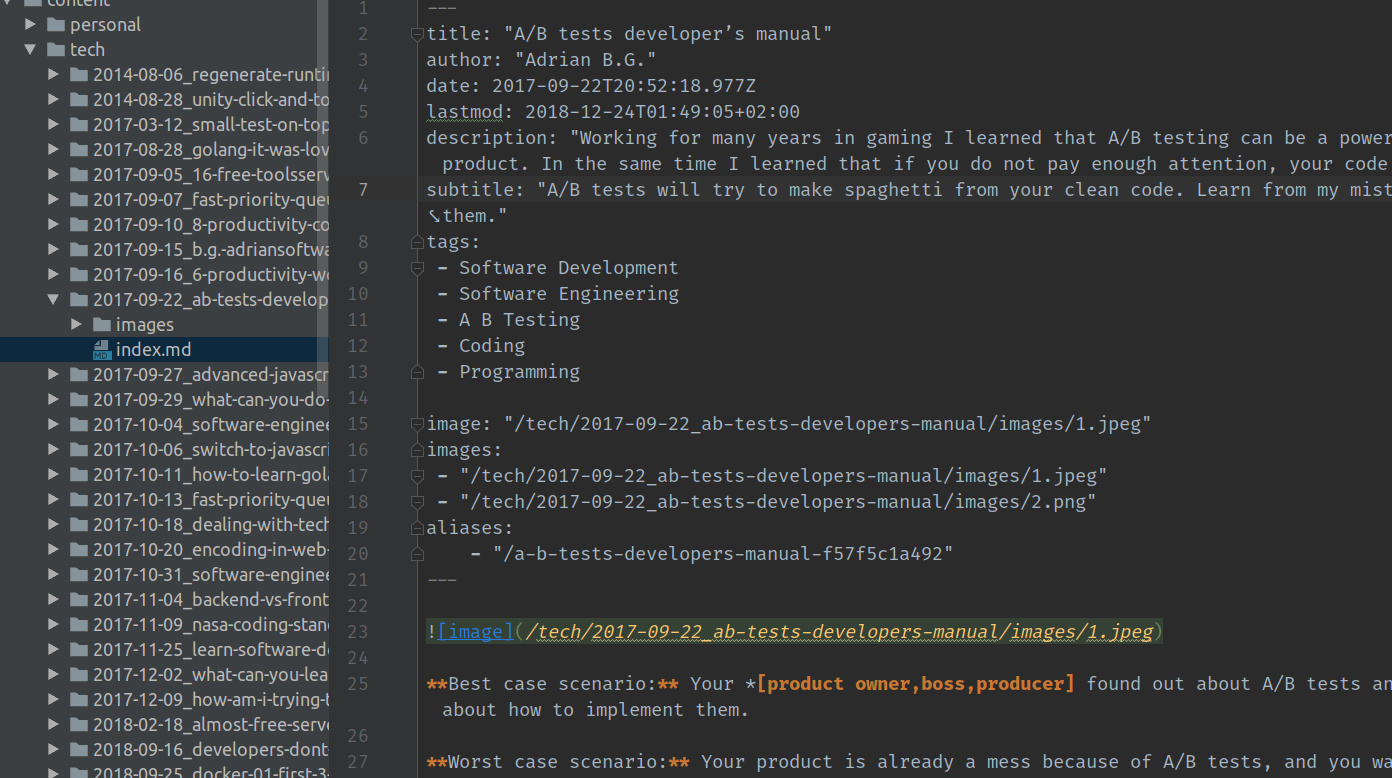 content
personal
tech
2014-08-06_regenerate-runti
2014-08-28_unity-click-and-to
2017-03-12_small-test-on-top
2017-08-28_golang-it-was-lov
2017-09-05_16-free-toolsserv
2017-09-07_fast-priority-queu
2017-09-10_8-productivity-co
2017-09-15_b.g.-adriansoftwa
2017-09-16_6-productivity-wo
2017-09-22_ab-tests-develop
images
index.md
2017-09-27_advanced-javascr
2017-09-29_what-can-you-do-
2017-10-04_software-enginee
2017-10-06_switch-to-javascri
2017-10-11_how-to-learn-gola
2017-10-13_fast-priority-queu
2017-10-18_dealing-with-tech
2017-10-20_encoding-in-web-
2017-10-31_software-enginee
2017-11-04_backend-vs-front
2017-11-09_nasa-coding-stan
2017-11-25_learn-software-de
2017-12-02_what-can-you-lea
2017-12-09_how-am-i-trying-t
2018-02-18_almost-free-serve
2018-09-16_developers-dont-
2018-09-25_docker-01-first-3-
1 ---
2 title: "A/B tests developer’s manual"
3 author: "Adrian B.G."
4 date: 2017-09-22T20:52:18.977Z
5 lastmod: 2018-12-24T01:49:05+02:00
6 description: "Working for many years in gaming I learned that A/B testing can be a power
product. In the same time I learned that if you do not pay enough attention, your code
7 subtitle: "A/B tests will try to make spaghetti from your clean code. Learn from my mist
them."
8 tags:
9 - Software Development
10 - Software Engineering
11 - A B Testing
12 - Coding
13 - Programming
14
15 image: "/tech/2017-09-22_ab-tests-developers-manual/images/1.jpeg"
16 images:
17 - "/tech/2017-09-22_ab-tests-developers-manual/images/1.jpeg"
18 - "/tech/2017-09-22_ab-tests-developers-manual/images/2.png"
19 aliases:
20 - "/a-b-tests-developers-manual-f57f5c1a492"
21 ---
22
23 ![image](/tech/2017-09-22_ab-tests-developers-manual/images/1.jpeg)
24
25 **Best case scenario:** Your *[product owner,boss,producer] found out about A/B tests an
about how to implement them.
26
27 **Worst case scenario:** Your product is already a mess because of A/B tests, and you wa